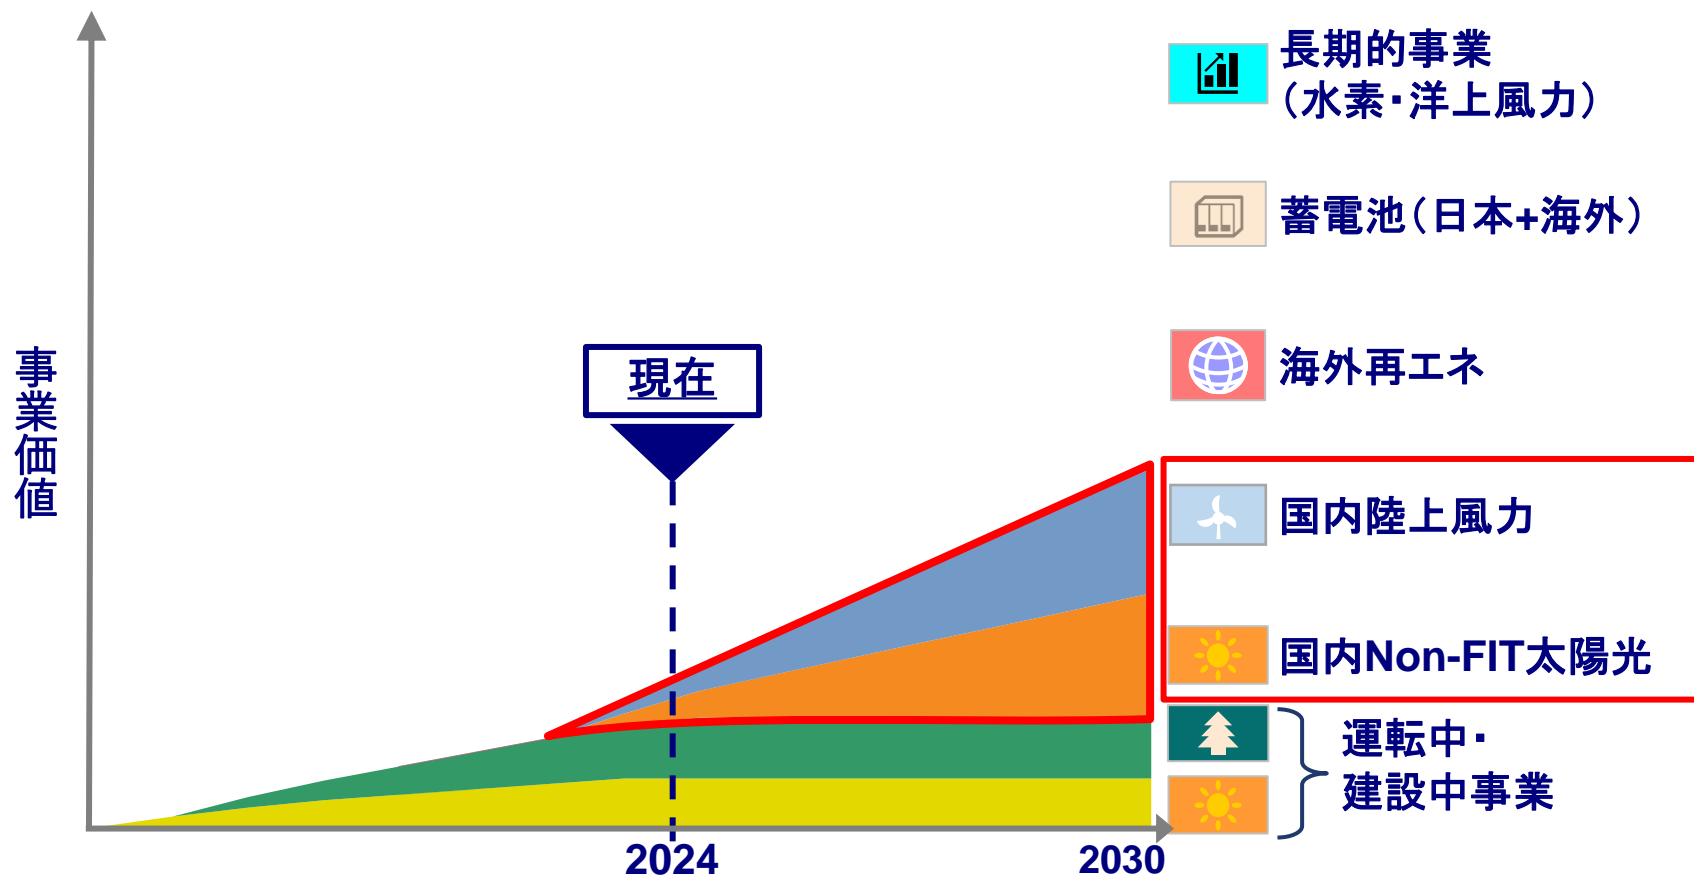 長期的事業
（水素・洋上風力）
蓄電池（日本+海外）
事業価値
現在
海外再エネ
国内陸上風力
国内Non-FIT太陽光
運転中・
建設中事業
2024
2030